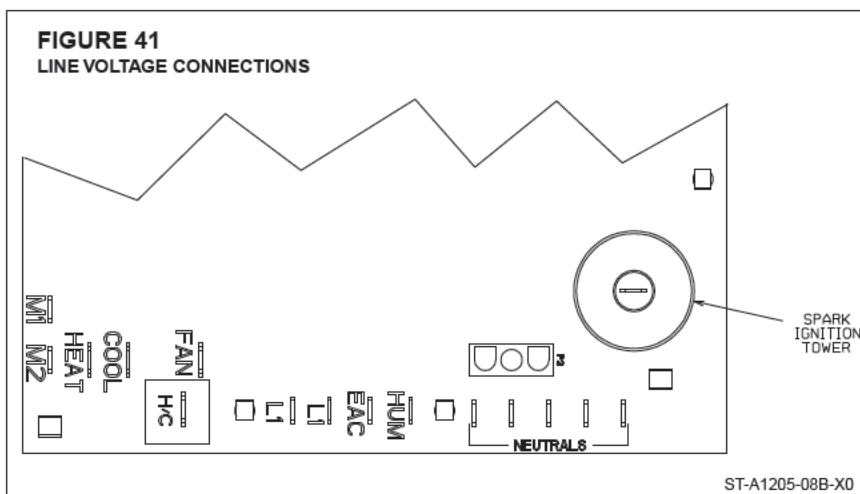 FIGURE 41
LINE VOLTAGE CONNECTIONS
SPARK
IGNITION
TOWER
M1
M2
HEAT
COOL
FAN
H/C
L1
L1
EAC
HUM
P2
NEUTRALS
ST-A1205-08B-X0